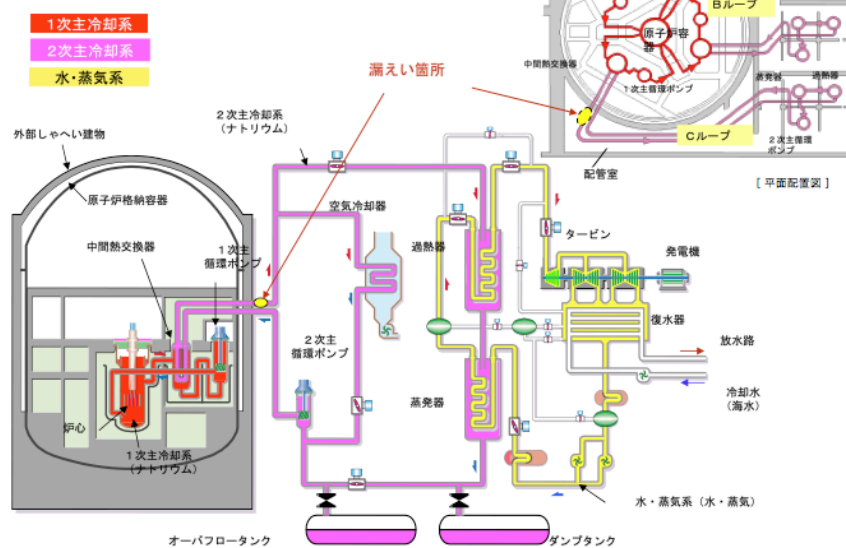 1次主冷却系
2次主冷却系
水・蒸気系
漏えい箇所
Bループ
原子炉容
器
中間熱交換器
1次主循環ポンプ
蒸発器
過熱器
Cループ
2次主循環
ポンプ
配管室
[ 平面配置図 ]
2次主冷却系
（ナトリウム）
外部しゃへい建物
原子炉格納容器
中間熱交換器
1次主
循環ポンプ
空気冷却器
過熱器
タービン
発電機
復水器
放水路
冷却水
（海水）
2次主
循環ポンプ
蒸発器
炉心
1次主冷却系
（ナトリウム）
水・蒸気系（水・蒸気）
オーバフロータンク
ダンプタンク